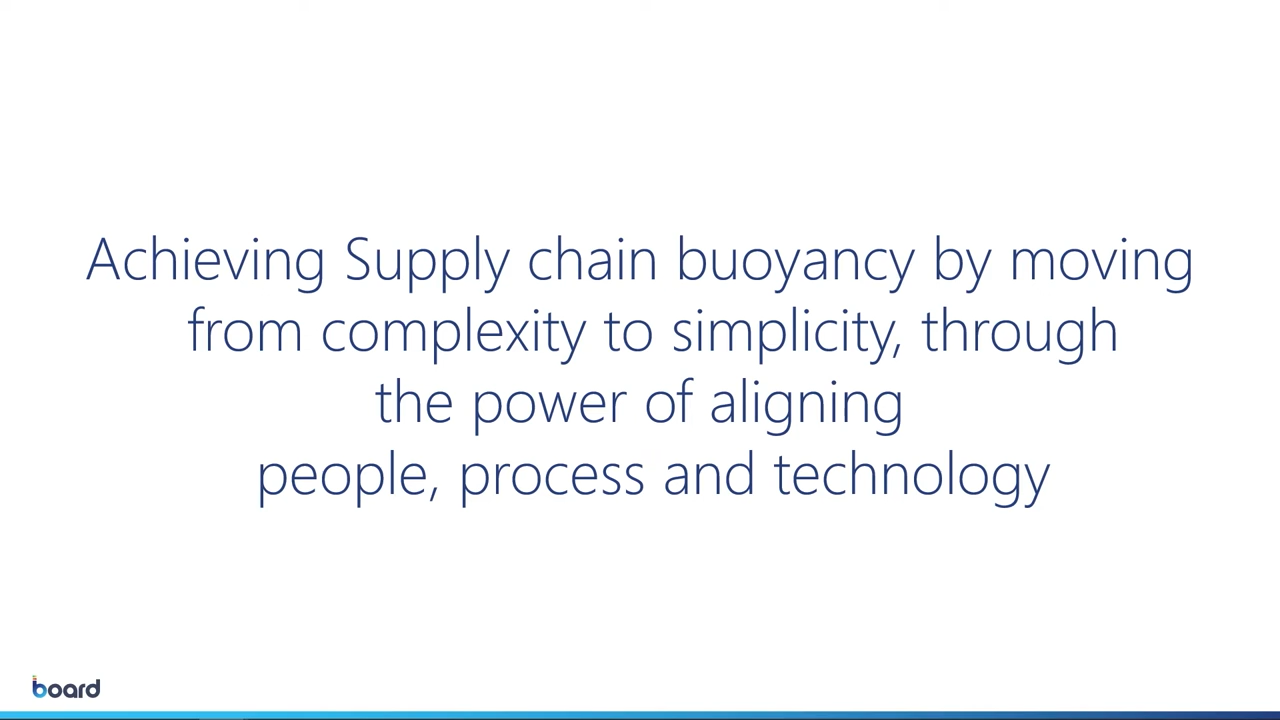 Achieving Supply chain buoyancy by moving
from complexity to simplicity, through
the power of aligning
people, process and technology
board